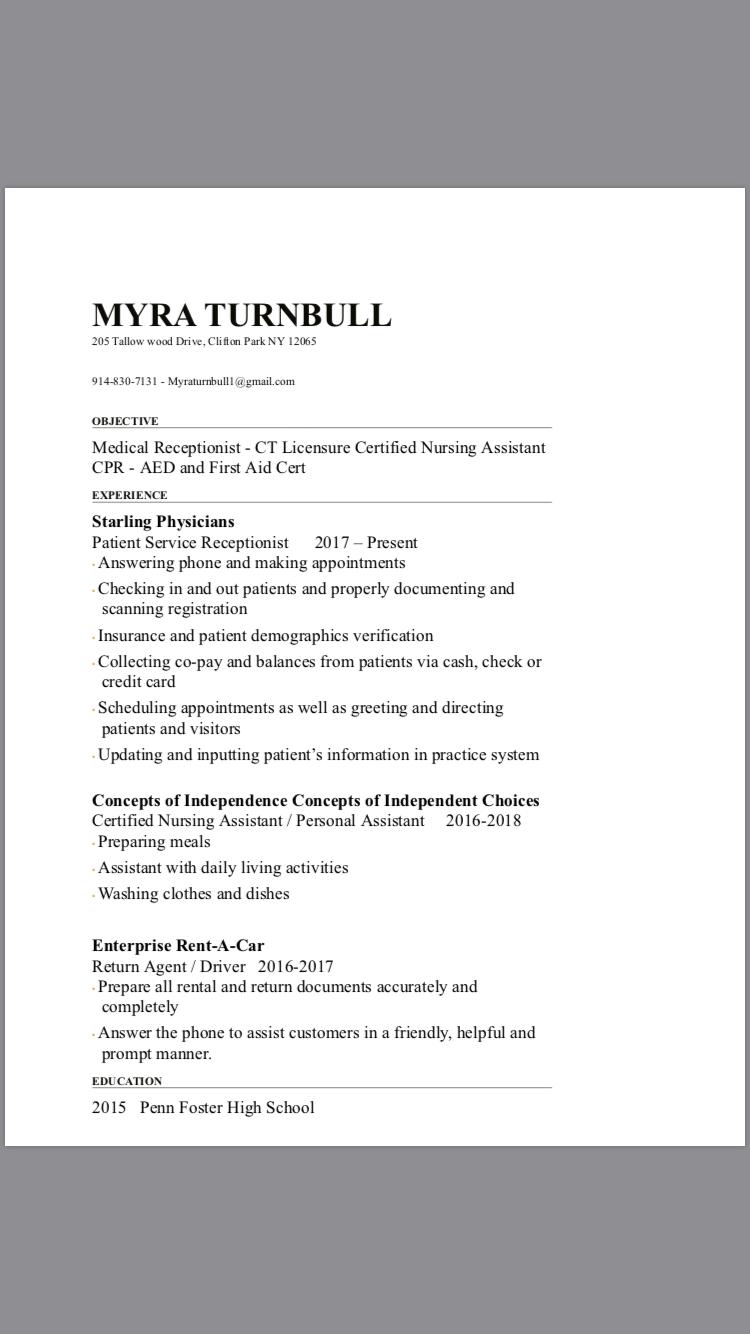 MYRA TURNBULL
205 Tallow wood Drive, Clifton Park NY 12065
914-830-7131 - Myraturnbull1@gmail.com
OBJECTIVE
Medical Receptionist - CT Licensure Certified Nursing Assistant
CPR - AED and First Aid Cert
EXPERIENCE
Starling Physicians
Patient Service Receptionist 2017 – Present
· Answering phone and making appointments
· Checking in and out patients and properly documenting and
scanning registration
· Insurance and patient demographics verification
· Collecting co-pay and balances from patients via cash, check or
credit card
· Scheduling appointments as well as greeting and directing
patients and visitors
· Updating and inputting patient’s information in practice system
Concepts of Independence Concepts of Independent Choices
Certified Nursing Assistant / Personal Assistant 2016-2018
· Preparing meals
· Assistant with daily living activities
· Washing clothes and dishes
Enterprise Rent-A-Car
Return Agent / Driver 2016-2017
· Prepare all rental and return documents accurately and
completely
· Answer the phone to assist customers in a friendly, helpful and
prompt manner.
EDUCATION
2015 Penn Foster High School